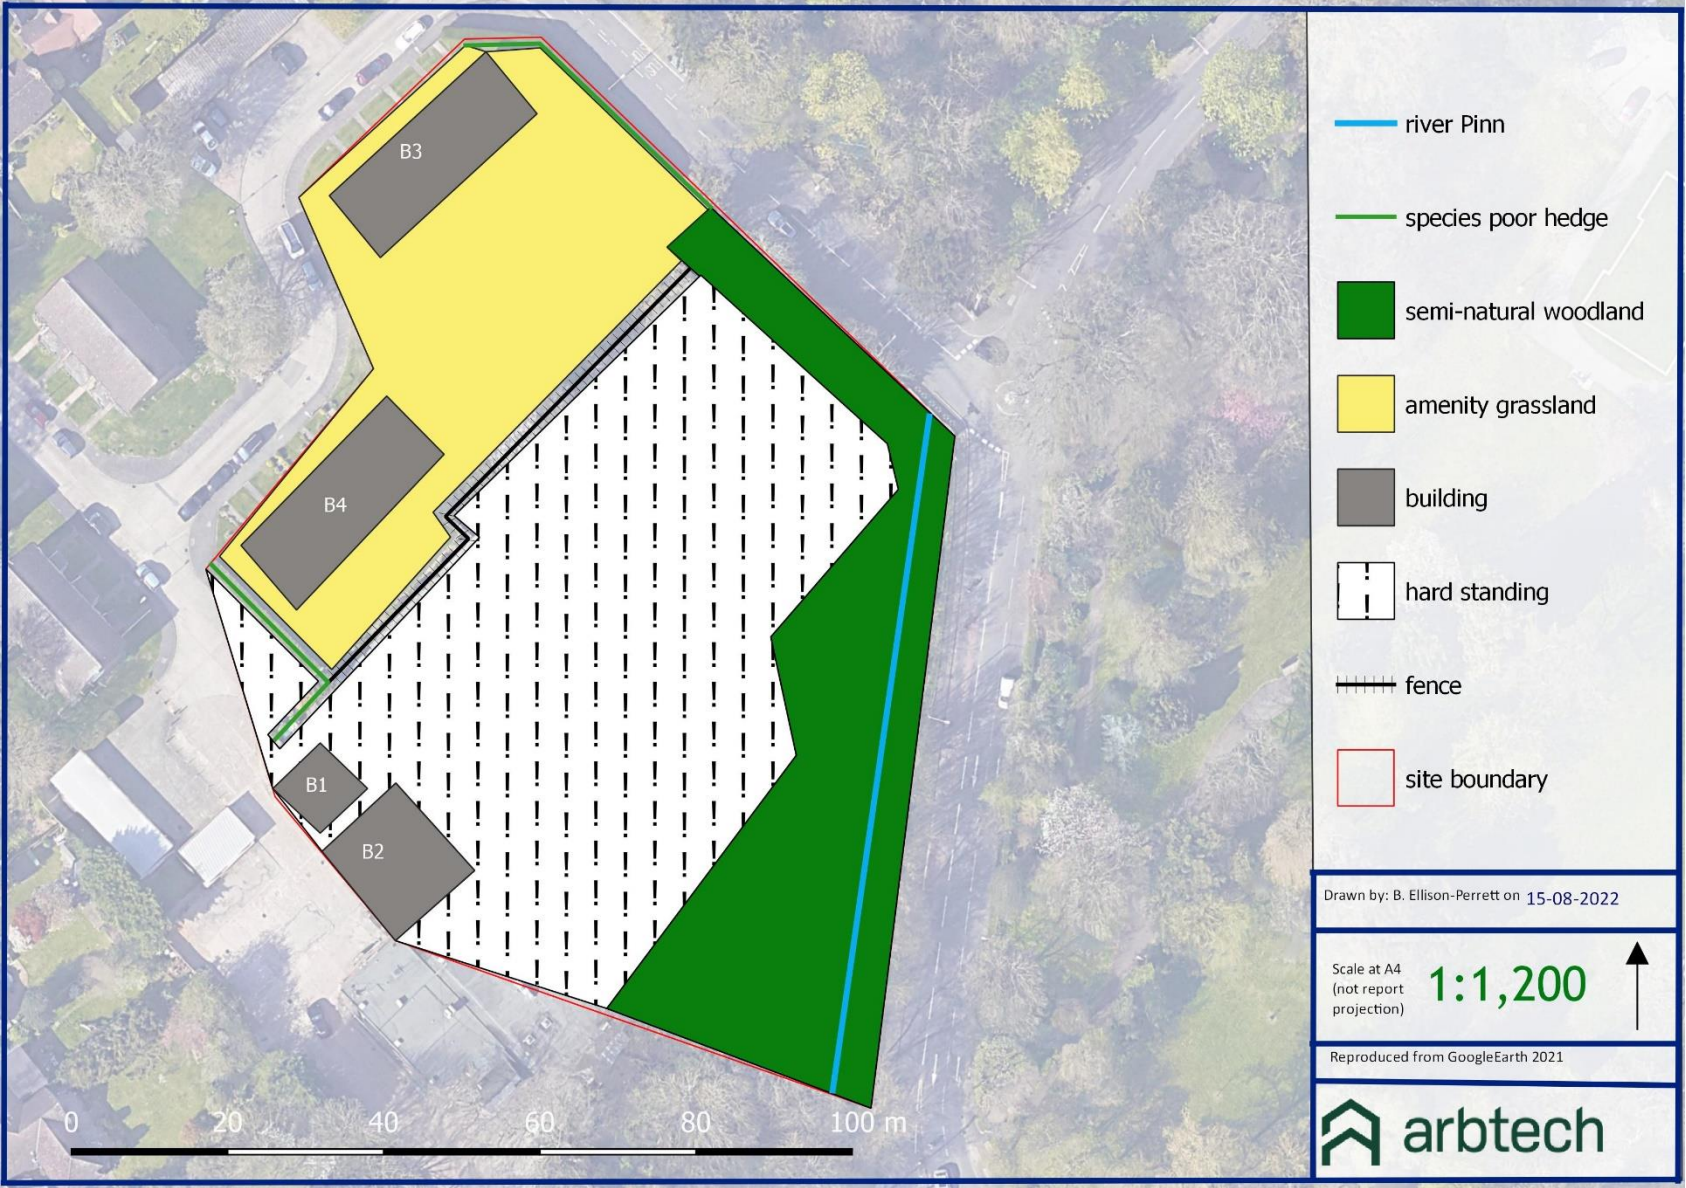 B3
B4
B1
B2
0 20 40 60 80 100 m
river Pinn
species poor hedge
semi-natural woodland
amenity grassland
building
hard standing
fence
site boundary
Drawn by: B. Ellison-Perrett on 15-08-2022
Scale at A4
(not report
projection)
1:1,200
Reproduced from GoogleEarth 2021
arbtech